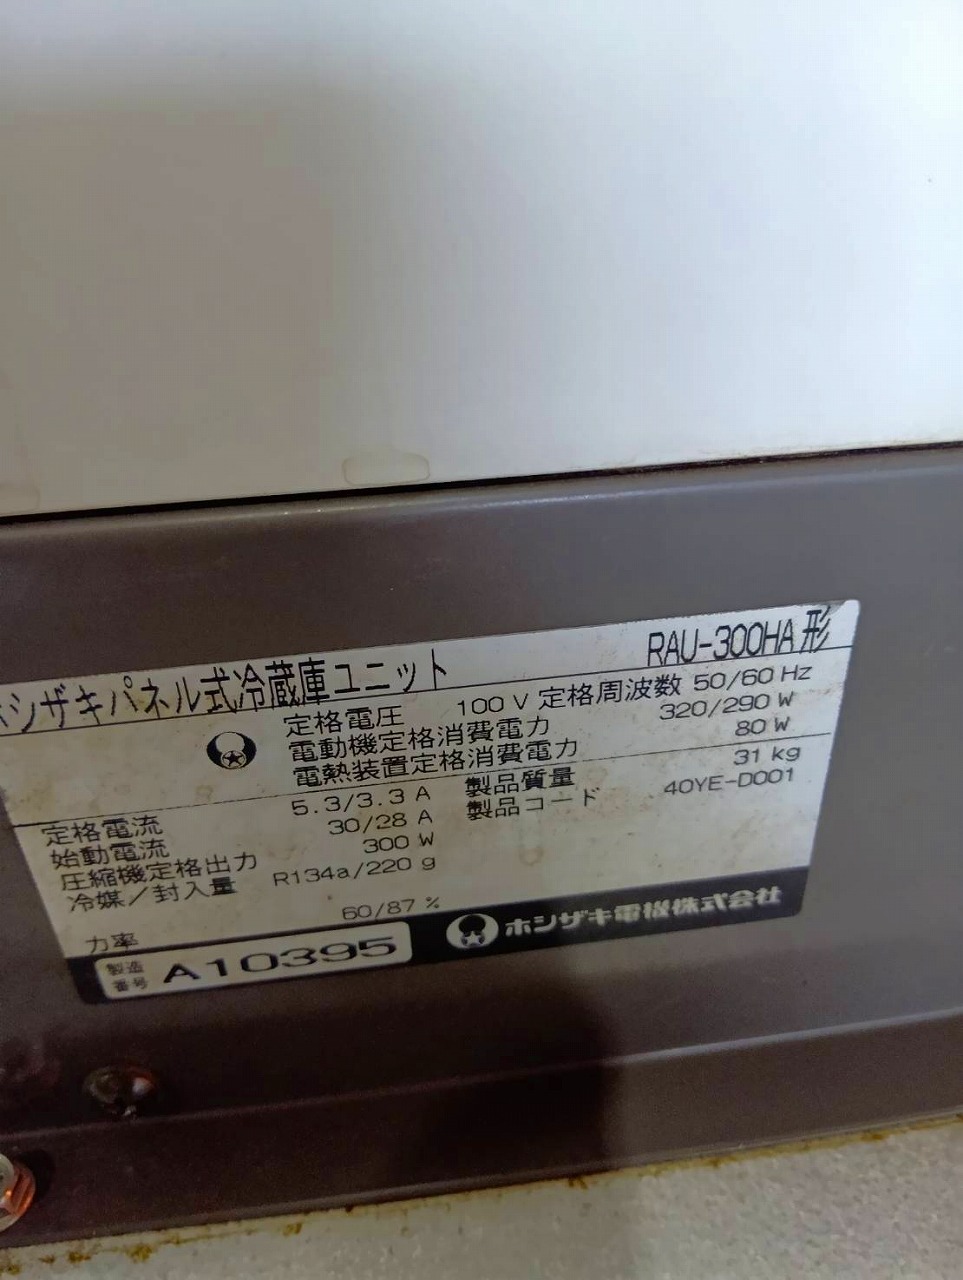 ホシザキパネル式冷蔵庫ユニット RAU-300HA形
定格電圧 100 V 定格周波数 50/60 Hz
電動機定格消費電力 320/290 W
電熱装置定格消費電力 80 W
定格電流 5.3/3.3 A 製品質量 31 kg
始動電流 30/28 A 製品コード 40YE-D001
圧縮機定格出力 300 W
冷媒/封入量 R134a/220 g
力率 60/87 %
製造番号 A10395 ホシザキ電機株式会社